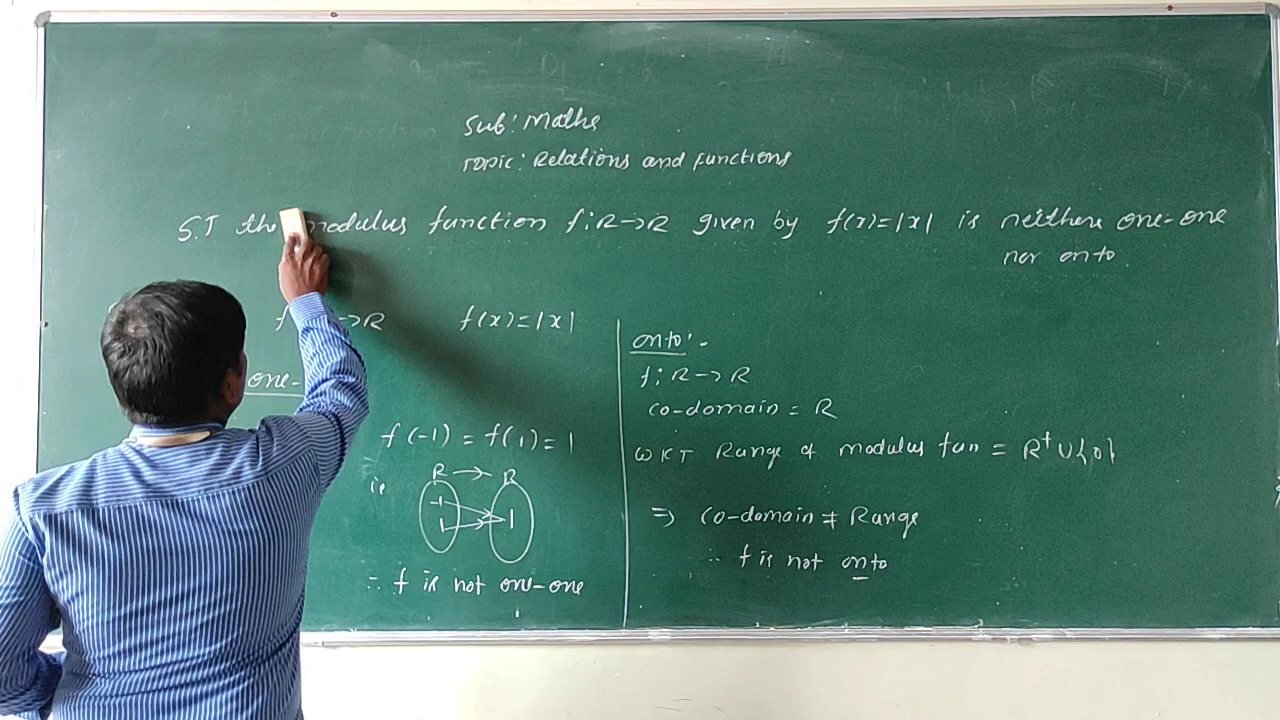 Sub: Maths
TOPIC: Relations and functions
S.T the modulus function f: R→R given by f(x)=|x| is neithere one-one
nor onto.
→R f(x)=|x|
one-
f(-1) = f(1) = 1
ie
R → R
-1
1 1
∴ f is not one-one
onto:-
f: R→R
co-domain = R
WKT Range of modulus fun = R⁺∪{0}
⇒ co-domain ≠ Range
∴ f is not onto